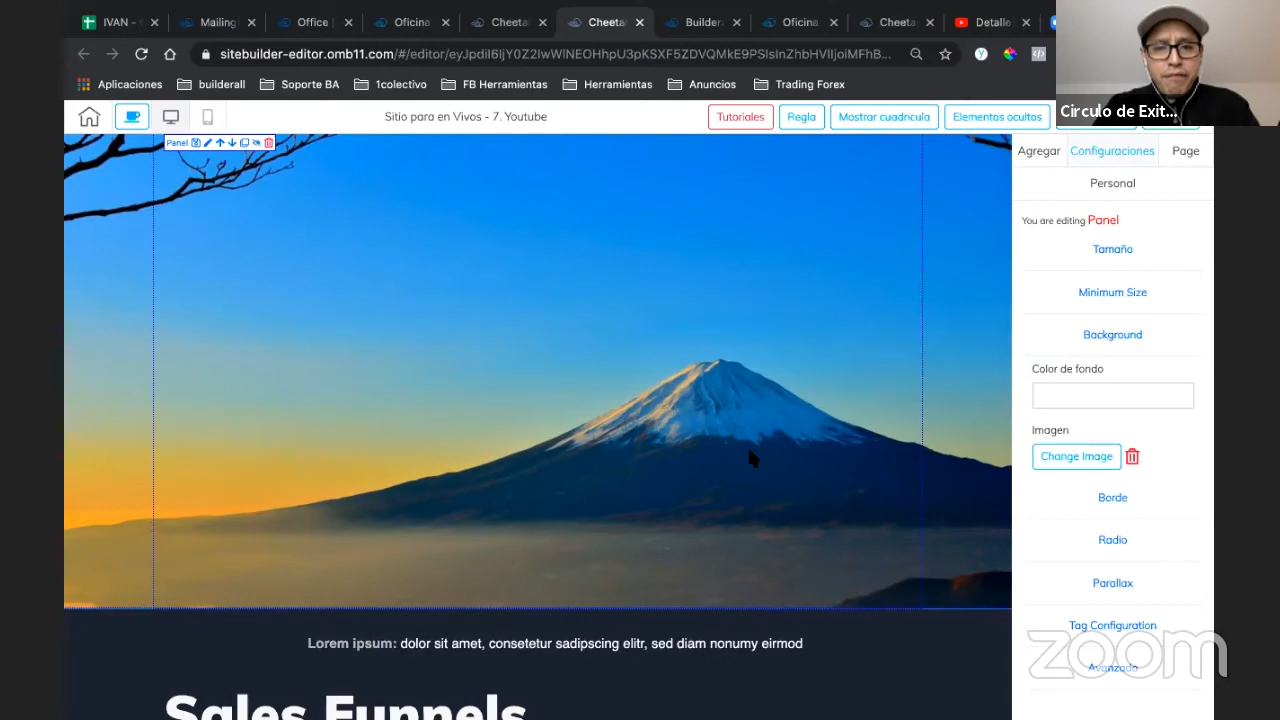 IVAN -
Mailing
Office
Oficina
Cheeta
Cheetar
Builder
Oficina
Cheeta
Detalle
sitebuilder-editor.omb11.com
Aplicaciones
builderall
Soporte BA
1colectivo
FB Herramientas
Herramientas
Anuncios
Trading Forex
Circulo de Exit...
Sitio para en Vivos - 7. Youtube
Tutoriales
Regla
Mostrar cuadricula
Elementos ocultos
Panel
Agregar
Configuraciones
Page
Personal
You are editing Panel
Tamaño
Minimum Size
Background
Color de fondo
Imagen
Change Image
Borde
Radio
Parallax
Tag Configuration
Avanzado
zoom
Lorem ipsum: dolor sit amet, consetetur sadipscing elitr, sed diam nonumy eirmod
Sales Funnels